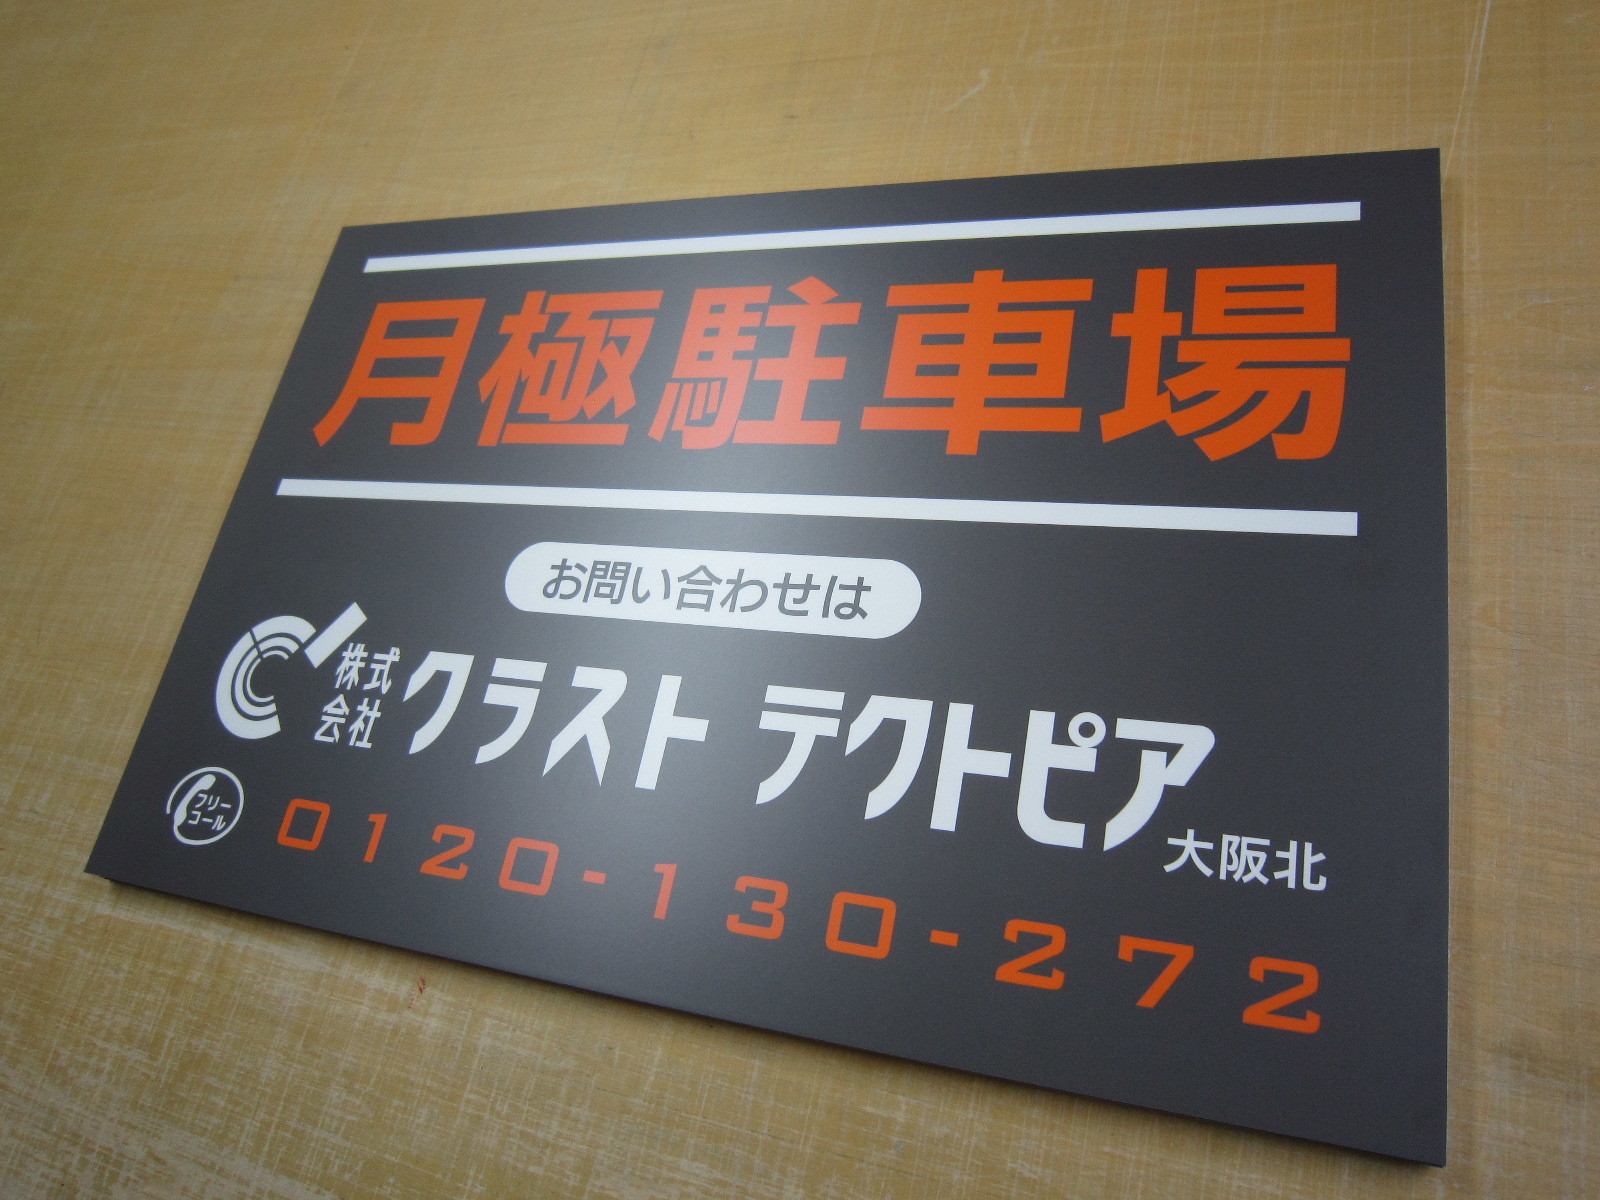 月極駐車場
お問い合わせは
株式会社 クラスト テクトピア 大阪北
フリーコール 0120-130-272